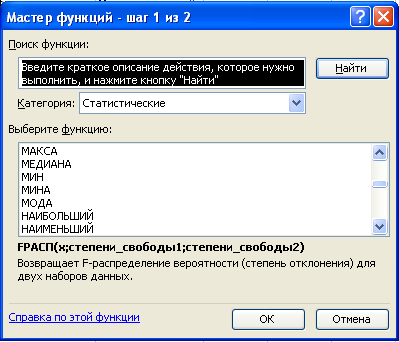 Мастер функций - шаг 1 из 2
Поиск функции:
Введите краткое описание действия, которое нужно
выполнить, и нажмите кнопку "Найти"
Найти
Категория:
Статистические
Выберите функцию:
МАКСА
МЕДИАНА
МИН
МИНА
МОДА
НАИБОЛЬШИЙ
НАИМЕНЬШИЙ
FРАСП(x;степени_свободы1;степени_свободы2)
Возвращает F-распределение вероятности (степень отклонения) для
двух наборов данных.
Справка по этой функции
ОК
Отмена